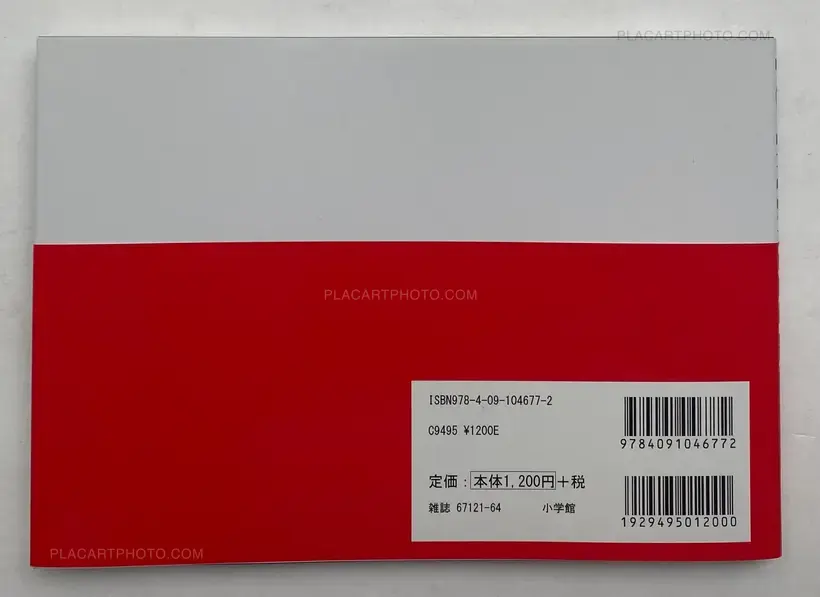 PLACARTPHOTO.COM
PLACARTPHOTO.COM
ISBN978-4-09-104677-2
C9495 ¥1200E
9784091046772
定価：本体1,200円＋税
雑誌 67121-64 小学館
1929495012000
PLACARTPHOTO.COM